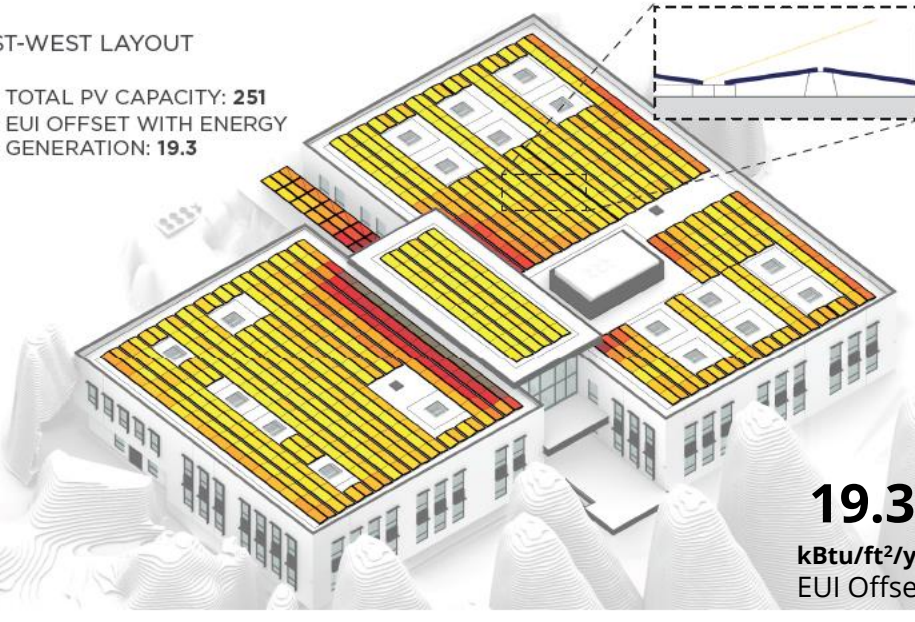 ST-WEST LAYOUT
TOTAL PV CAPACITY: 251
EUI OFFSET WITH ENERGY
GENERATION: 19.3
19.3
kBtu/ft²/y
EUI Offse